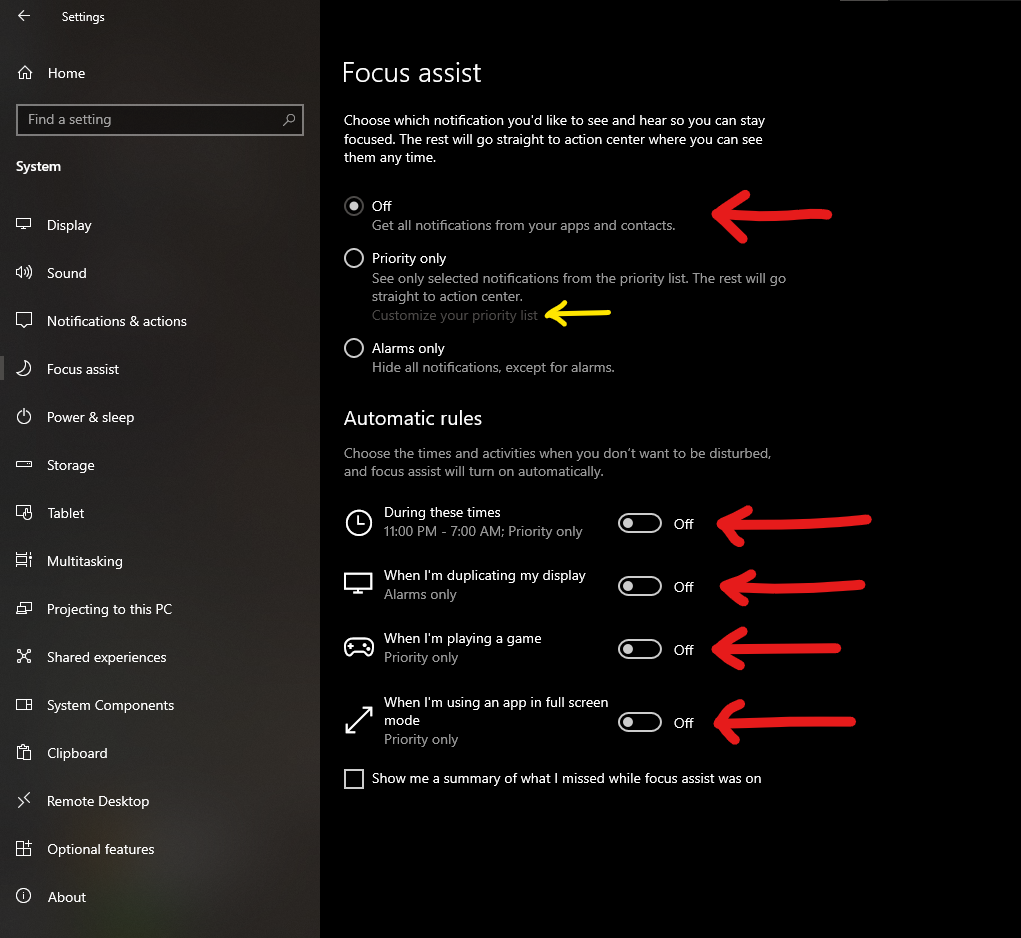 Settings
Home
Find a setting
System
Display
Sound
Notifications & actions
Focus assist
Power & sleep
Storage
Tablet
Multitasking
Projecting to this PC
Shared experiences
System Components
Clipboard
Remote Desktop
Optional features
About
Focus assist
Choose which notification you'd like to see and hear so you can stay
focused. The rest will go straight to action center where you can see
them any time.
Off
Get all notifications from your apps and contacts.
Priority only
See only selected notifications from the priority list. The rest will go
straight to action center.
Customize your priority list
Alarms only
Hide all notifications, except for alarms.
Automatic rules
Choose the times and activities when you don't want to be disturbed,
and focus assist will turn on automatically.
During these times
11:00 PM - 7:00 AM; Priority only
Off
When I'm duplicating my display
Alarms only
Off
When I'm playing a game
Priority only
Off
When I'm using an app in full screen
mode
Priority only
Off
Show me a summary of what I missed while focus assist was on